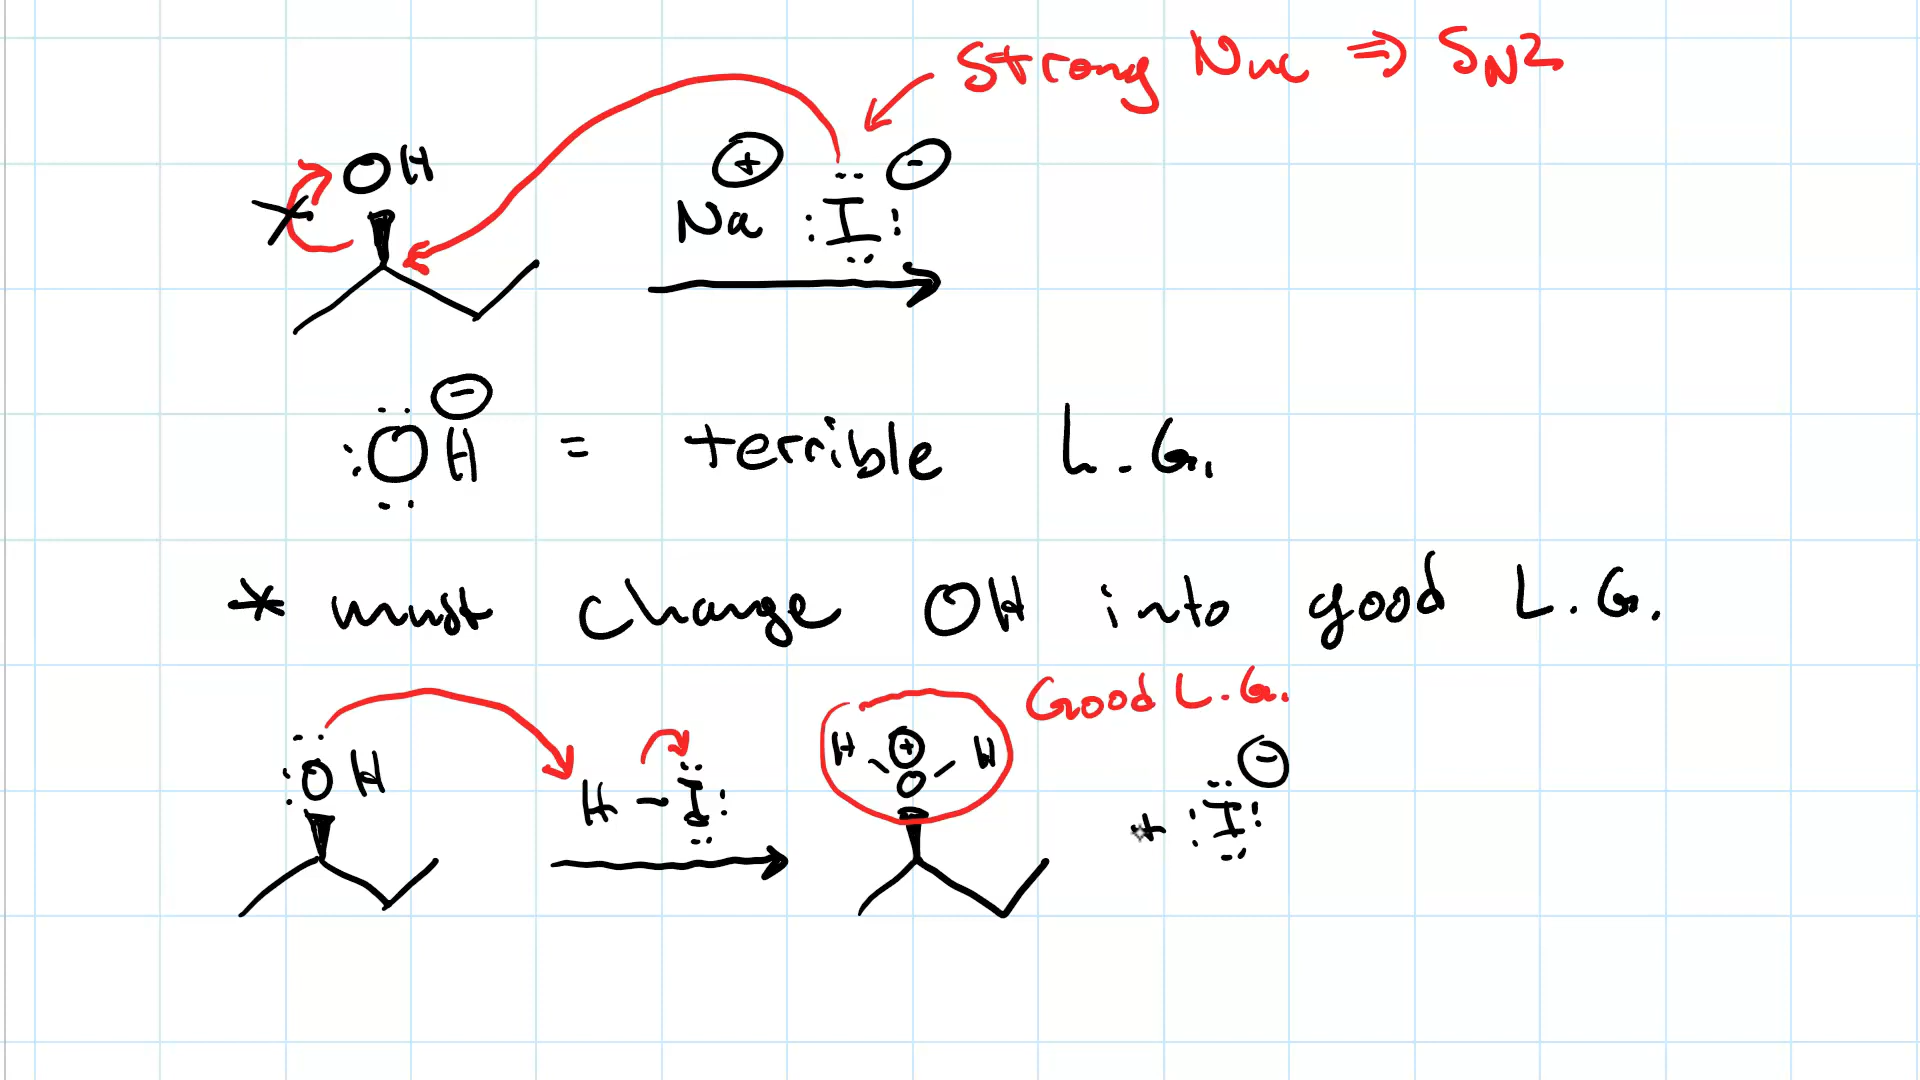 Strong Nuc ⇒ SN2
OH
⊕ ⊖
Na :I:
⊖
:OH = terrible L.G.
* must change OH into good L.G.
Good L.G.
:OH H-I: H ⊕ H ⊖
O + :I: